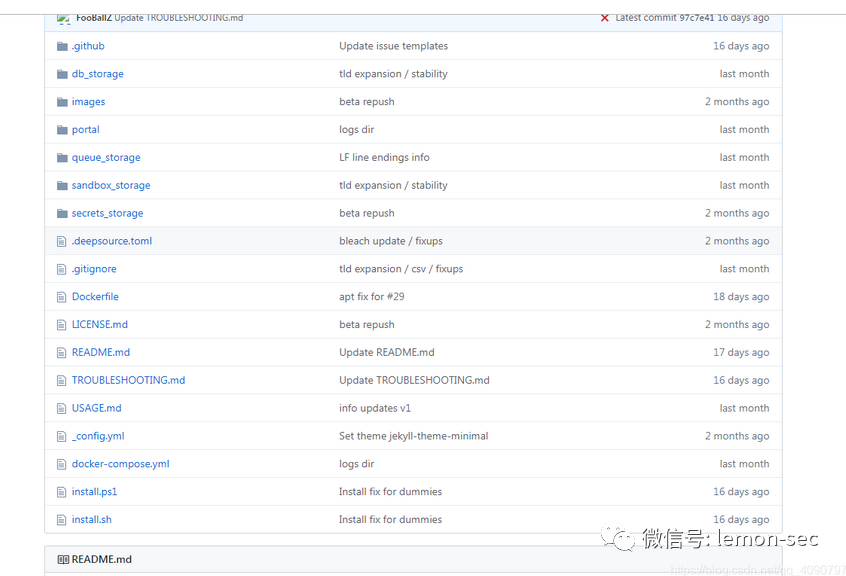 FooBallZ Update TROUBLESHOOTING.md Latest commit 97c7e41 16 days ago
.github Update issue templates 16 days ago
db_storage tld expansion / stability last month
images beta repush 2 months ago
portal logs dir last month
queue_storage LF line endings info last month
sandbox_storage tld expansion / stability last month
secrets_storage beta repush 2 months ago
.deepsource.toml bleach update / fixups 2 months ago
.gitignore tld expansion / csv / fixups last month
Dockerfile apt fix for #29 18 days ago
LICENSE.md beta repush 2 months ago
README.md Update README.md 17 days ago
TROUBLESHOOTING.md Update TROUBLESHOOTING.md 16 days ago
USAGE.md info updates v1 last month
_config.yml Set theme jekyll-theme-minimal 2 months ago
docker-compose.yml logs dir last month
install.ps1 Install fix for dummies 16 days ago
install.sh Install fix for dummies 16 days ago
微信号: lemon-sec
README.md
https://blog.csdn.net/qq_4090797